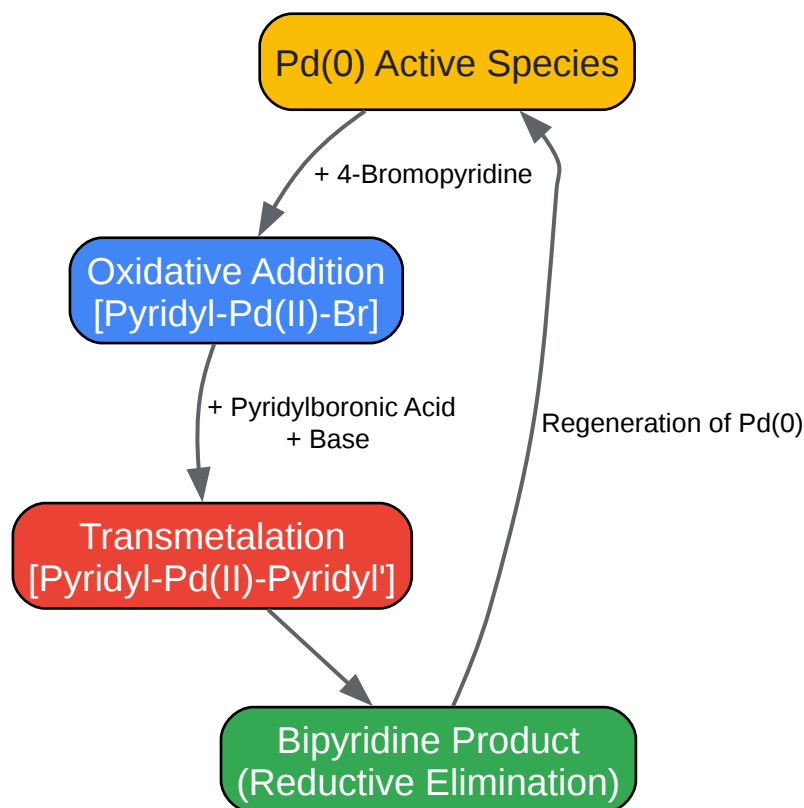 Pd(0) Active Species
+ 4-Bromopyridine
Oxidative Addition
[Pyridyl-Pd(II)-Br]
+ Pyridylboronic Acid
+ Base
Regeneration of Pd(0)
Transmetalation
[Pyridyl-Pd(II)-Pyridyl']
Bipyridine Product
(Reductive Elimination)